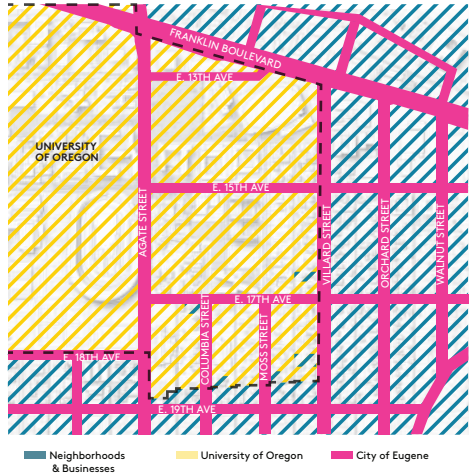 FRANKLIN BOULEVARD
E. 13TH AVE
UNIVERSITY
OF OREGON
E. 15TH AVE
AGATE STREET
VILLARD STREET
ORCHARD STREET
WALNUT STREET
E. 17TH AVE
COLUMBIA STREET
MOSS STREET
E. 18TH AVE
E. 19TH AVE
Neighborhoods
& Businesses
University of Oregon
City of Eugene